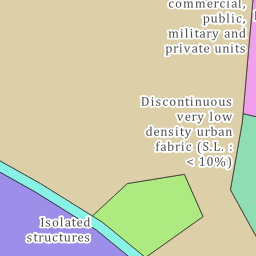 commercial,
public,
military and
private units
Discontinuous
very low
density urban
fabric (S.L. :
< 10%)
Isolated
structures